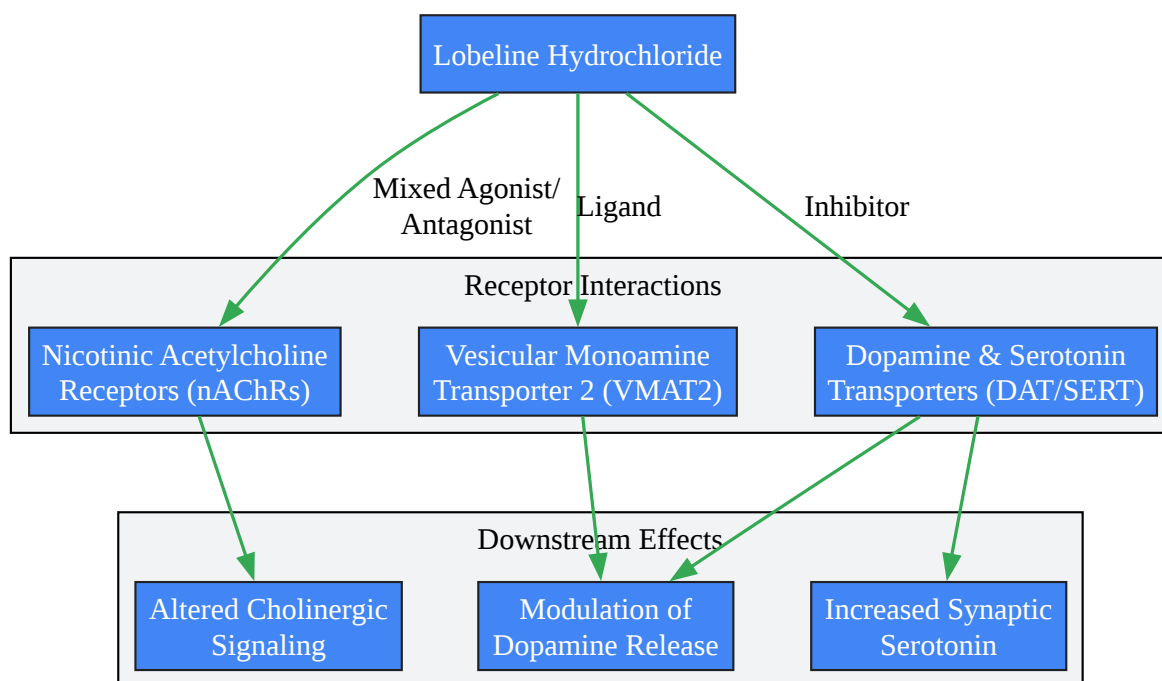 Lobeline Hydrochloride
Mixed Agonist/
Antagonist
Ligand
Inhibitor
Receptor Interactions
Nicotinic Acetylcholine
Receptors (nAChRs)
Vesicular Monoamine
Transporter 2 (VMAT2)
Dopamine & Serotonin
Transporters (DAT/SERT)
Downstream Effects
Altered Cholinergic
Signaling
Modulation of
Dopamine Release
Increased Synaptic
Serotonin